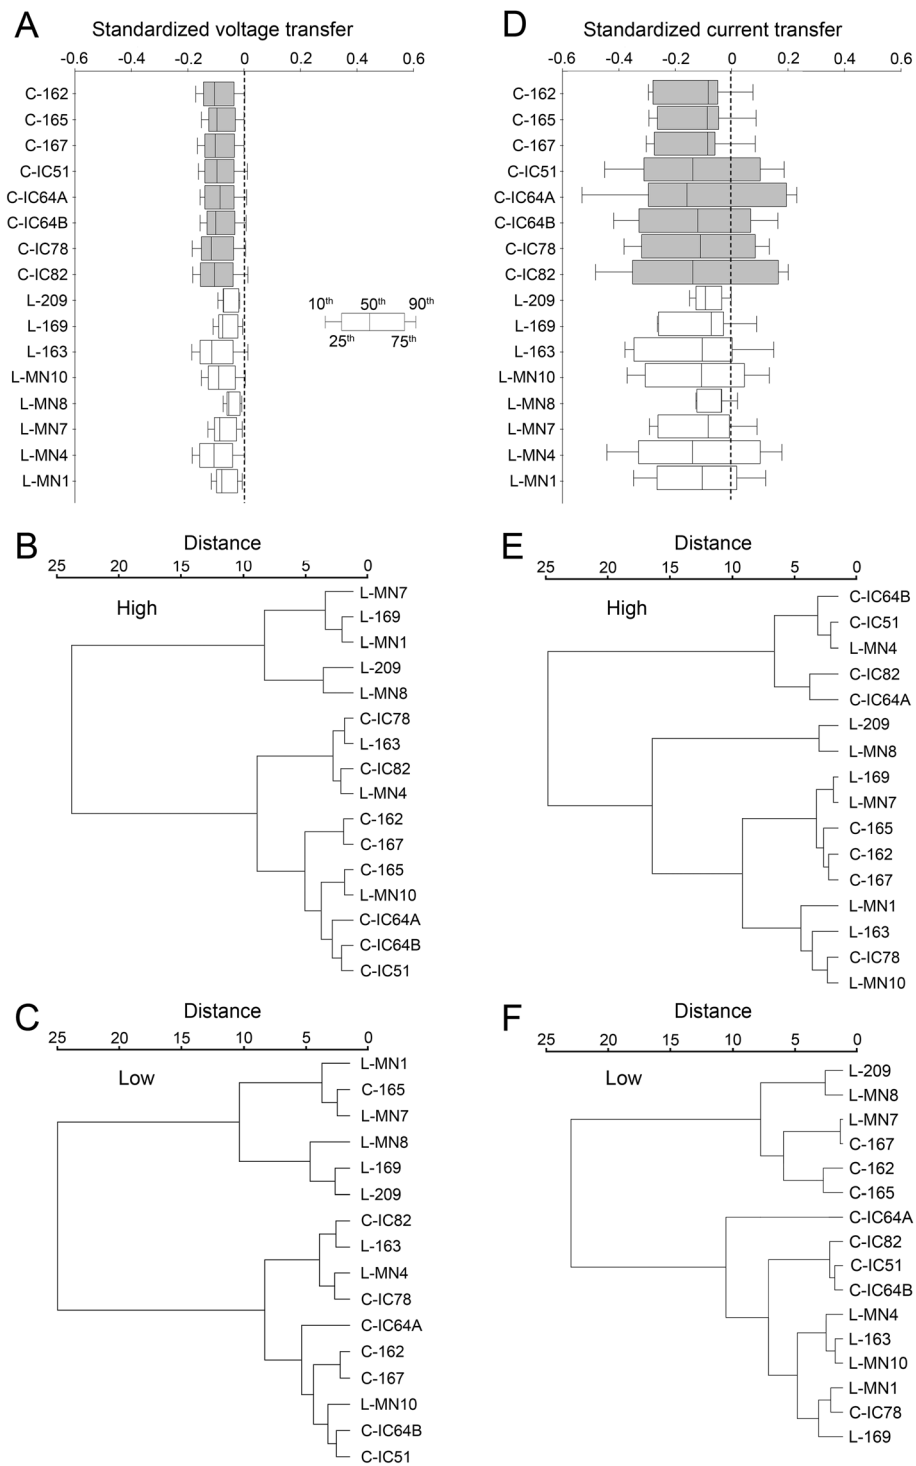 A
Standardized voltage transfer
-0.6 -0.4 -0.2 0 0.2 0.4 0.6
C-162
C-165
C-167
C-IC51
C-IC64A
C-IC64B
C-IC78
C-IC82
L-209
L-169
L-163
L-MN10
L-MN8
L-MN7
L-MN4
L-MN1
10th 50th 90th
25th 75th
D
Standardized current transfer
-0.6 -0.4 -0.2 0 0.2 0.4 0.6
C-162
C-165
C-167
C-IC51
C-IC64A
C-IC64B
C-IC78
C-IC82
L-209
L-169
L-163
L-MN10
L-MN8
L-MN7
L-MN4
L-MN1
B
Distance
25 20 15 10 5 0
High
L-MN7
L-169
L-MN1
L-209
L-MN8
C-IC78
L-163
C-IC82
L-MN4
C-162
C-167
C-165
L-MN10
C-IC64A
C-IC64B
C-IC51
E
Distance
25 20 15 10 5 0
High
C-IC64B
C-IC51
L-MN4
C-IC82
C-IC64A
L-209
L-MN8
L-169
L-MN7
C-165
C-162
C-167
L-MN1
L-163
C-IC78
L-MN10
C
Distance
25 20 15 10 5 0
Low
L-MN1
C-165
L-MN7
L-MN8
L-169
L-209
C-IC82
L-163
L-MN4
C-IC78
C-IC64A
C-162
C-167
L-MN10
C-IC64B
C-IC51
F
Distance
25 20 15 10 5 0
Low
L-209
L-MN8
L-MN7
C-167
C-162
C-165
C-IC64A
C-IC82
C-IC51
C-IC64B
L-MN4
L-163
L-MN10
L-MN1
C-IC78
L-169